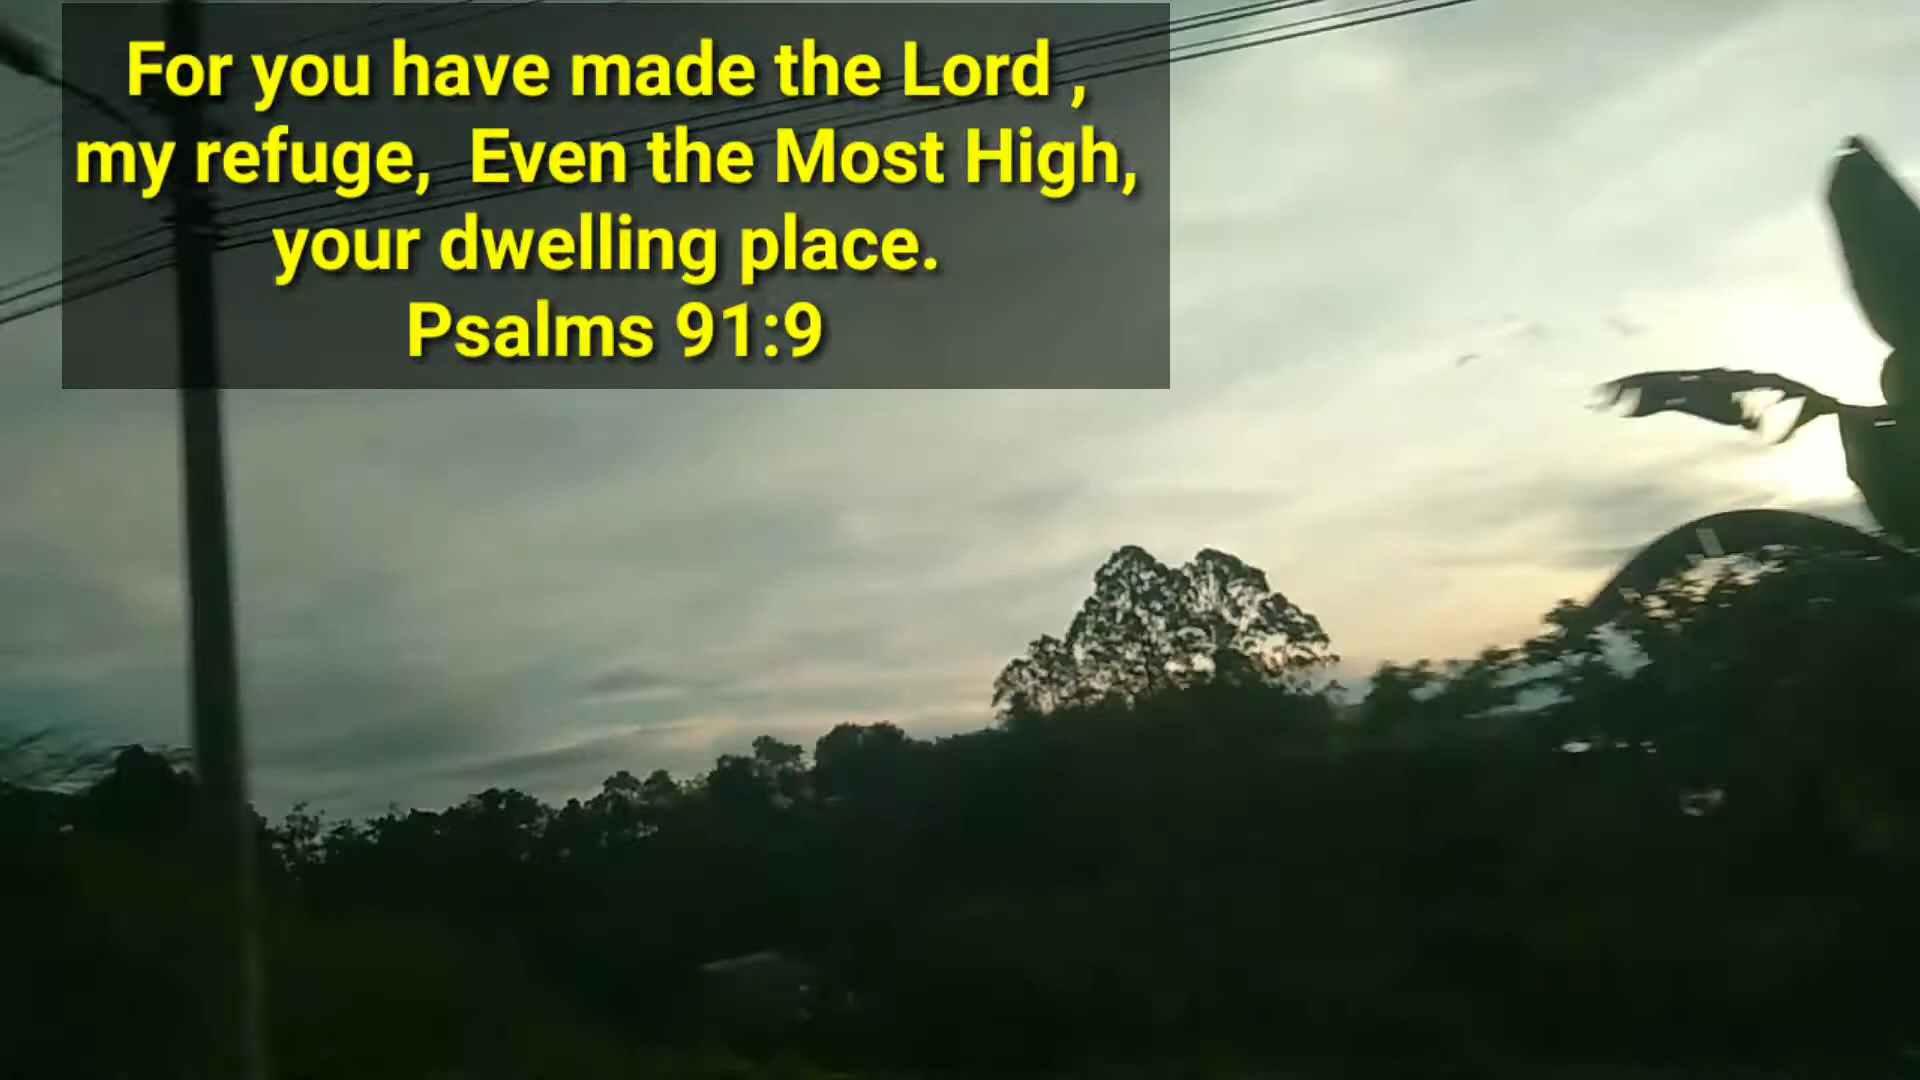 For you have made the Lord ,
my refuge,  Even the Most High,
your dwelling place.
Psalms 91:9